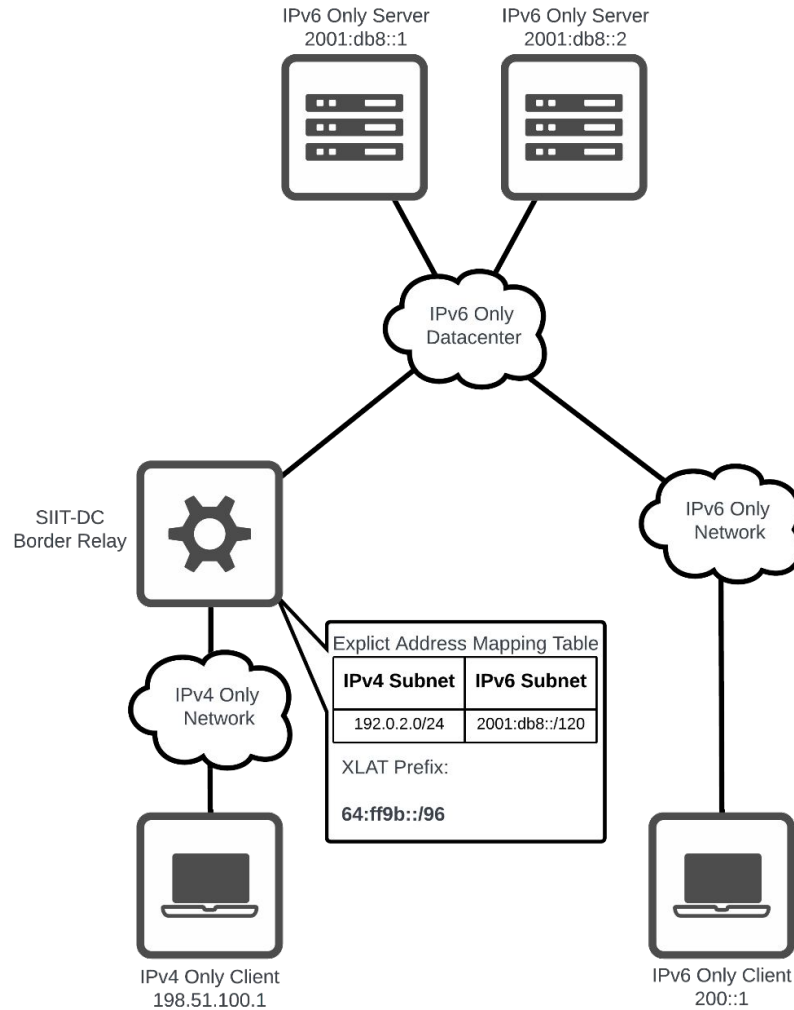 IPv6 Only Server
2001:db8::1
IPv6 Only Server
2001:db8::2
IPv6 Only
Datacenter
SIIT-DC
Border Relay
IPv6 Only
Network
Explict Address Mapping Table
IPv4 Subnet
IPv6 Subnet
192.0.2.0/24
2001:db8::/120
XLAT Prefix:
64:ff9b::/96
IPv4 Only
Network
IPv4 Only Client
198.51.100.1
IPv6 Only Client
200::1